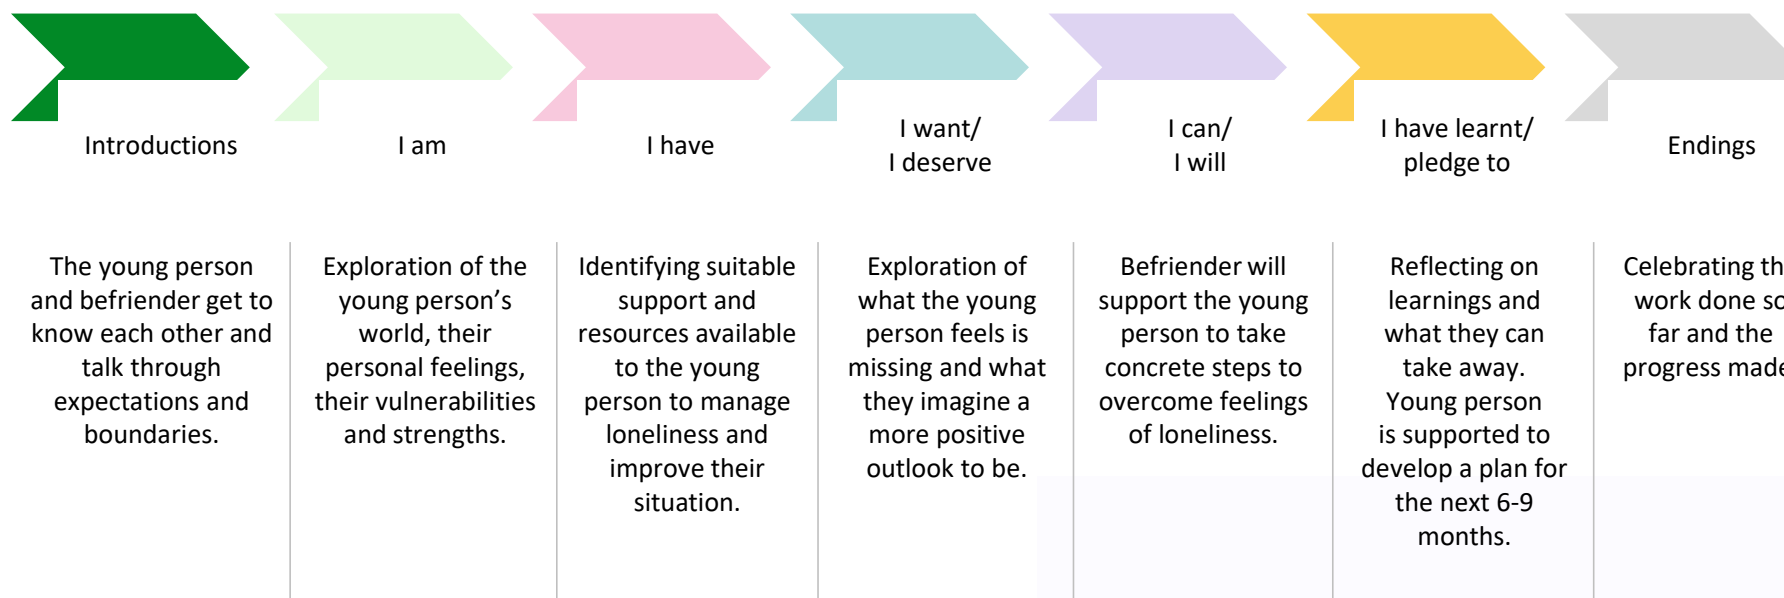 Introductions
I am
I have
I want/
I deserve
I can/
I will
I have learnt/
pledge to
Endings
The young person
and befriender get to
know each other and
talk through
expectations and
boundaries.
Exploration of the
young person’s
world, their
personal feelings,
their vulnerabilities
and strengths.
Identifying suitable
support and
resources available
to the young
person to manage
loneliness and
improve their
situation.
Exploration of
what the young
person feels is
missing and what
they imagine a
more positive
outlook to be.
Befriender will
support the young
person to take
concrete steps to
overcome feelings
of loneliness.
Reflecting on
learnings and
what they can
take away.
Young person
is supported to
develop a plan for
the next 6-9
months.
Celebrating th
work done so
far and the
progress made